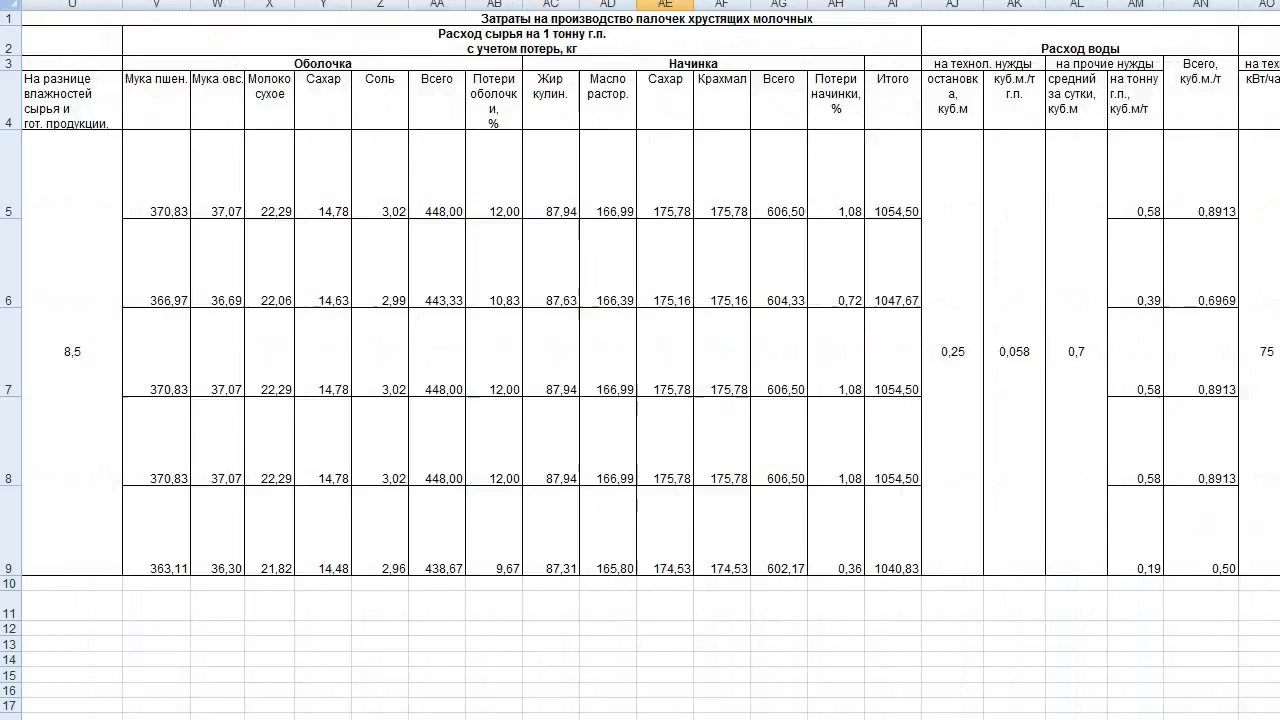 U V W X Y Z AA AB AC AD AE AF AG AH AI AJ AK AL AM AN AO
1 Затраты на производство палочек хрустящих молочных
Расход сырья на 1 тонну г.п.
2 с учетом потерь, кг Расход воды
3 Оболочка Начинка на технол. нужды на прочие нужды на тех
На разнице Мука пшен. Мука овс. Молоко Сахар Соль Всего Потери Жир Масло Сахар Крахмал Всего Потери Итого остановк куб.м./т средний на тонну Всего, кВт/ча
влажностей сухое оболочк кулин. растор. начинки, а, г.п. за сутки, г.п., куб.м./т
сырья и и, % куб.м куб.м куб.м/т
4 гот. продукции. %
5 370,83 37,07 22,29 14,78 3,02 448,00 12,00 87,94 166,99 175,78 175,78 606,50 1,08 1054,50 0,58 0,8913
6 366,97 36,69 22,06 14,63 2,99 443,33 10,83 87,63 166,39 175,16 175,16 604,33 0,72 1047,67 0,39 0,6969
8,5 0,25 0,058 0,7 75
7 370,83 37,07 22,29 14,78 3,02 448,00 12,00 87,94 166,99 175,78 175,78 606,50 1,08 1054,50 0,58 0,8913
8 370,83 37,07 22,29 14,78 3,02 448,00 12,00 87,94 166,99 175,78 175,78 606,50 1,08 1054,50 0,58 0,8913
9 363,11 36,30 21,82 14,48 2,96 438,67 9,67 87,31 165,80 174,53 174,53 602,17 0,36 1040,83 0,19 0,50
10
11
12
13
14
15
16
17